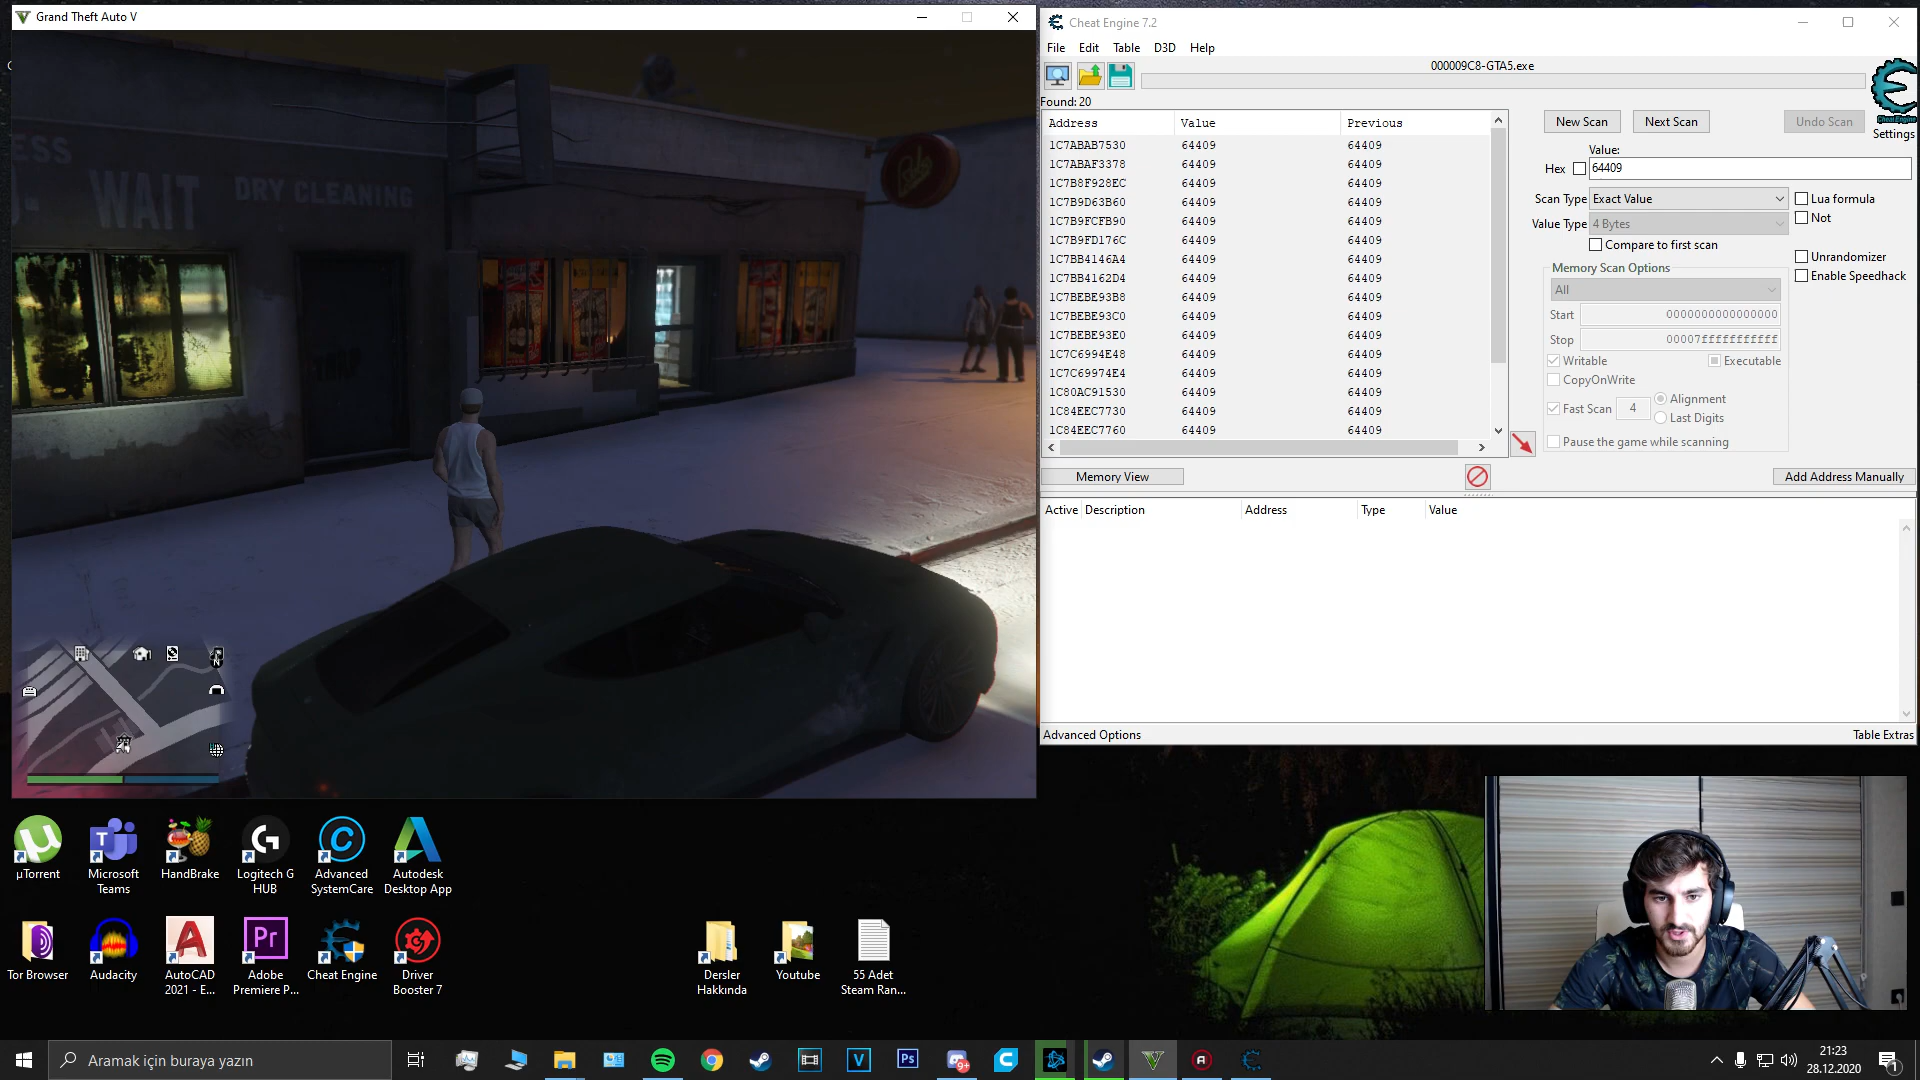 Grand Theft Auto V
ESS
WAIT
DRY CLEANING
N
Cheat Engine 7.2
File Edit Table D3D Help
000009C8-GTA5.exe
Found: 20
Address Value Previous
1C7ABAB7530 64409 64409
1C7ABAF3378 64409 64409
1C7B8F928EC 64409 64409
1C7B9D63B60 64409 64409
1C7B9FCFB90 64409 64409
1C7B9FD176C 64409 64409
1C7BB4146A4 64409 64409
1C7BB4162D4 64409 64409
1C7BEBE93B8 64409 64409
1C7BEBE93C0 64409 64409
1C7BEBE93E0 64409 64409
1C7C6994E48 64409 64409
1C7C69974E4 64409 64409
1C80AC91530 64409 64409
1C84EEC7730 64409 64409
1C84EEC7760 64409 64409
New Scan Next Scan Undo Scan
Cheat Engine
Settings
Value:
Hex 64409
Scan Type Exact Value
Lua formula
Not
Value Type 4 Bytes
Compare to first scan
Unrandomizer
Enable Speedhack
Memory Scan Options
All
Start 0000000000000000
Stop 00007fffffffffff
Writable Executable
CopyOnWrite
Fast Scan 4 Alignment
Last Digits
Pause the game while scanning
Memory View Add Address Manually
Active Description Address Type Value
Advanced Options Table Extras
µTorrent
Microsoft Teams
HandBrake
Logitech G HUB
Advanced SystemCare
Autodesk Desktop App
Tor Browser
Audacity
AutoCAD 2021 - E...
Pr
Adobe Premiere P...
Cheat Engine
Driver Booster 7
Dersler Hakkında
Youtube
55 Adet Steam Ran...
Aramak için buraya yazın
V
Ps
9+
21:23
28.12.2020
1